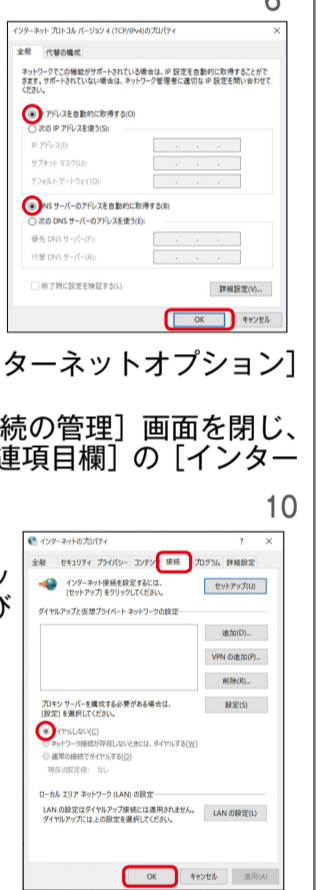 6
インターネット プロトコル バージョン 4 (TCP/IPv4)のプロパティ
全般 代替の構成
ネットワークでこの機能がサポートされている場合は、IP 設定を自動的に取得することがで
きます。サポートされていない場合は、ネットワーク管理者に適切な IP 設定を問い合わせて
ください。
アドレスを自動的に取得する(O)
次の IP アドレスを使う(S):
IP アドレス(I):
サブネット マスク(U):
デフォルト ゲートウェイ(D):
NS サーバーのアドレスを自動的に取得する(B)
次の DNS サーバーのアドレスを使う(E):
優先 DNS サーバー(P):
代替 DNS サーバー(A):
終了時に設定を検証する(L)
詳細設定(V)...
OK キャンセル
ターネットオプション]
続の管理］画面を閉じ、
連項目欄］の［インター
10
インターネットのプロパティ ? ×
全般 セキュリティ プライバシー コンテンツ 接続 プログラム 詳細設定
インターネット接続を設定するには、
[セットアップ] をクリックしてください。
セットアップ(U)
ダイヤルアップと仮想プライベート ネットワークの設定
追加(D)...
VPN の追加(P)...
削除(R)...
プロキシ サーバーを構成する必要がある場合は、
[設定] を選択してください。
設定(S)
イヤルしない(C)
ネットワーク接続が存在しないときには、ダイヤルする(W)
通常の接続でダイヤルする(O)
現在の既定値: なし
ローカル エリア ネットワーク (LAN) の設定
LAN の設定はダイヤルアップ接続には適用されません。
ダイヤルアップには上の設定を選択してください。
LAN の設定(L)
OK キャンセル 適用(A)